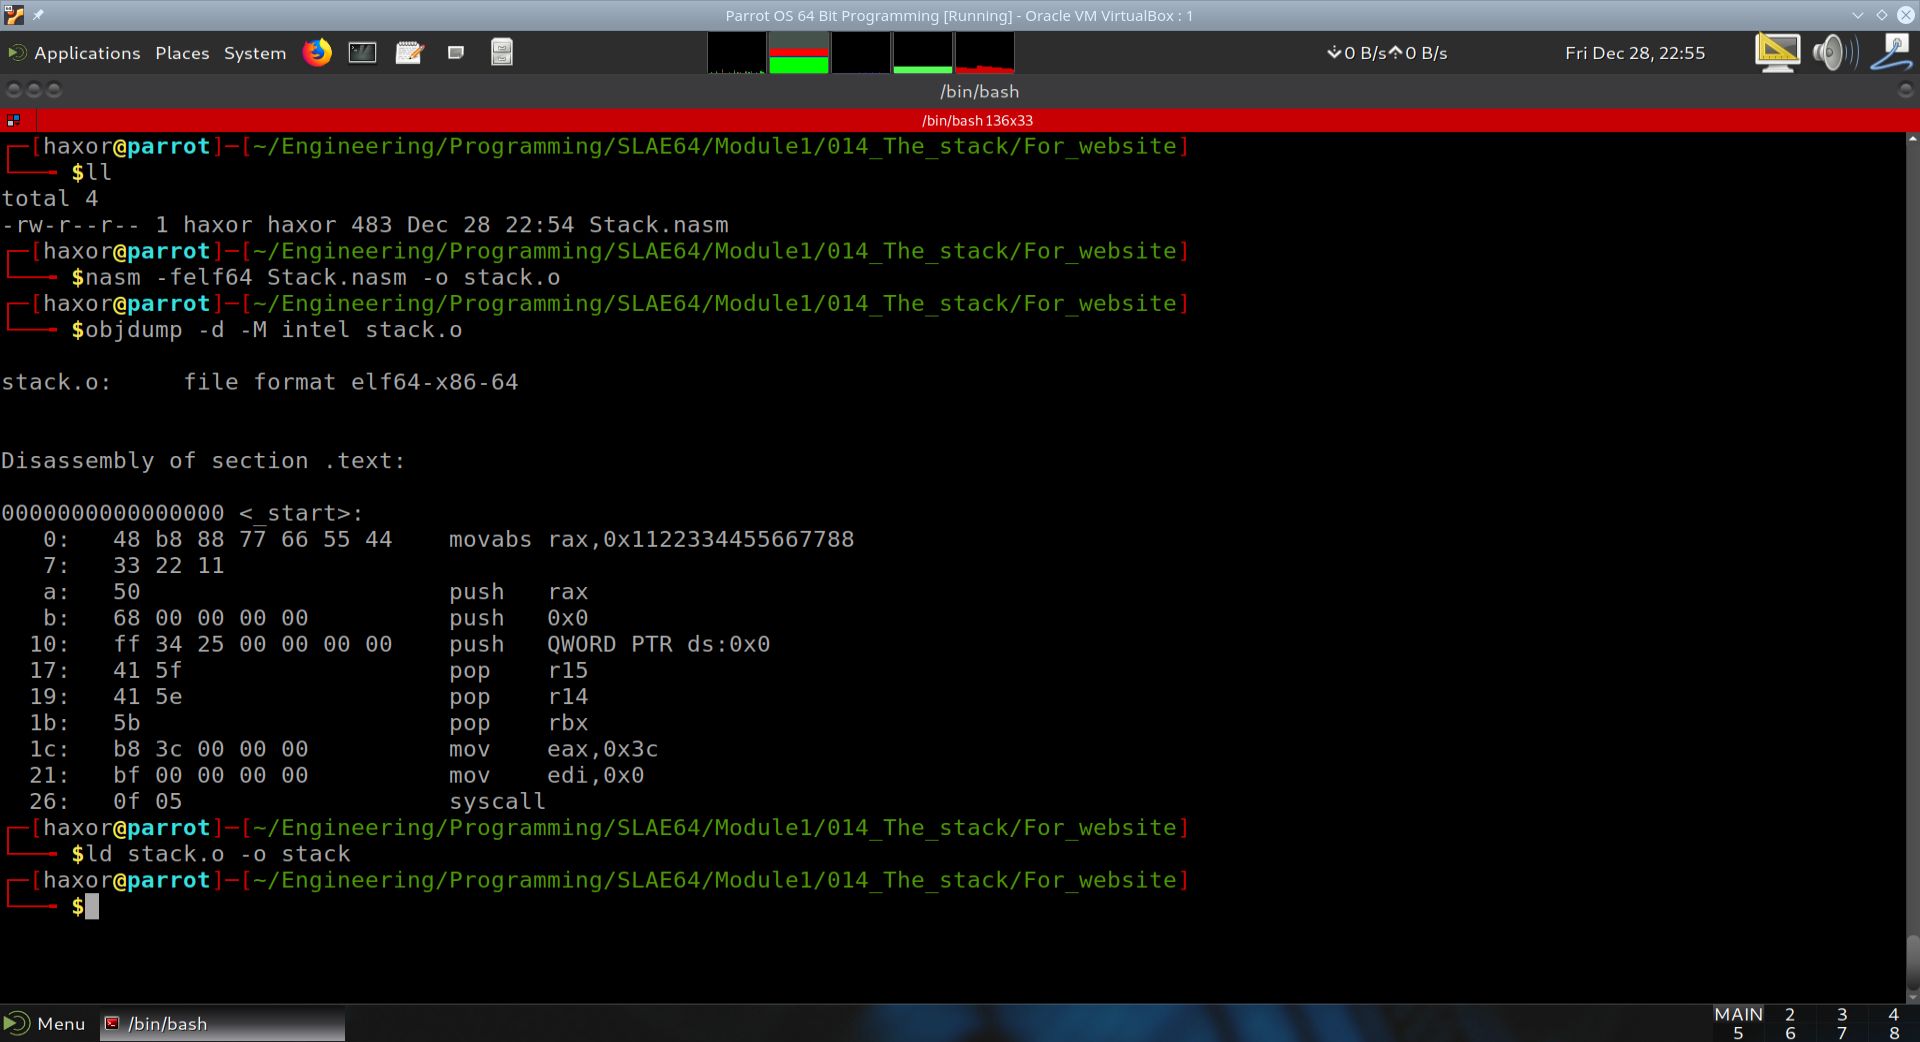 Parrot OS 64 Bit Programming [Running] - Oracle VM VirtualBox : 1
Applications Places System 0 B/s 0 B/s Fri Dec 28, 22:55
/bin/bash
/bin/bash 136x33
[haxor@parrot]─[~/Engineering/Programming/SLAE64/Module1/014_The_stack/For_website]
$ll
total 4
-rw-r--r-- 1 haxor haxor 483 Dec 28 22:54 Stack.nasm
[haxor@parrot]─[~/Engineering/Programming/SLAE64/Module1/014_The_stack/For_website]
$nasm -felf64 Stack.nasm -o stack.o
[haxor@parrot]─[~/Engineering/Programming/SLAE64/Module1/014_The_stack/For_website]
$objdump -d -M intel stack.o
stack.o:     file format elf64-x86-64
Disassembly of section .text:
0000000000000000 <_start>:
   0:   48 b8 88 77 66 55 44    movabs rax,0x1122334455667788
   7:   33 22 11
   a:   50                      push   rax
   b:   68 00 00 00 00          push   0x0
  10:   ff 34 25 00 00 00 00    push   QWORD PTR ds:0x0
  17:   41 5f                   pop    r15
  19:   41 5e                   pop    r14
  1b:   5b                      pop    rbx
  1c:   b8 3c 00 00 00          mov    eax,0x3c
  21:   bf 00 00 00 00          mov    edi,0x0
  26:   0f 05                   syscall
[haxor@parrot]─[~/Engineering/Programming/SLAE64/Module1/014_The_stack/For_website]
$ld stack.o -o stack
[haxor@parrot]─[~/Engineering/Programming/SLAE64/Module1/014_The_stack/For_website]
$
Menu /bin/bash
MAIN 2 3 4
5 6 7 8